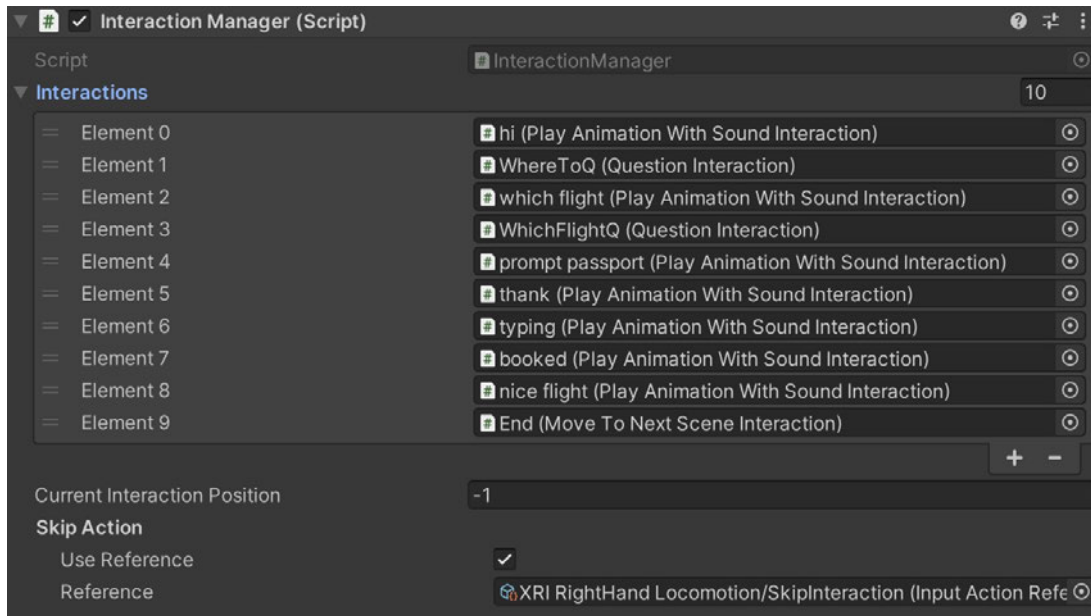 Interaction Manager (Script)
Script InteractionManager
Interactions 10
Element 0 hi (Play Animation With Sound Interaction)
Element 1 WhereToQ (Question Interaction)
Element 2 which flight (Play Animation With Sound Interaction)
Element 3 WhichFlightQ (Question Interaction)
Element 4 prompt passport (Play Animation With Sound Interaction)
Element 5 thank (Play Animation With Sound Interaction)
Element 6 typing (Play Animation With Sound Interaction)
Element 7 booked (Play Animation With Sound Interaction)
Element 8 nice flight (Play Animation With Sound Interaction)
Element 9 End (Move To Next Scene Interaction)
+ -
Current Interaction Position -1
Skip Action
Use Reference
Reference XRI RightHand Locomotion/SkipInteraction (Input Action Refe